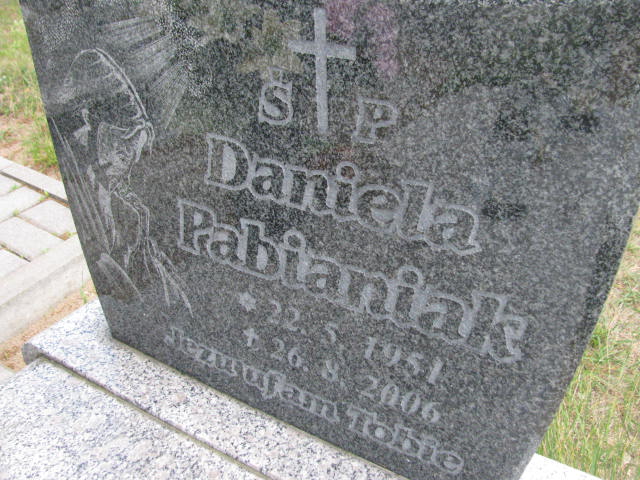 Ś P
Daniela
Pabianiak
* 22. 5. 1951
✝ 26. 8. 2006
Jezu ufam Tobie